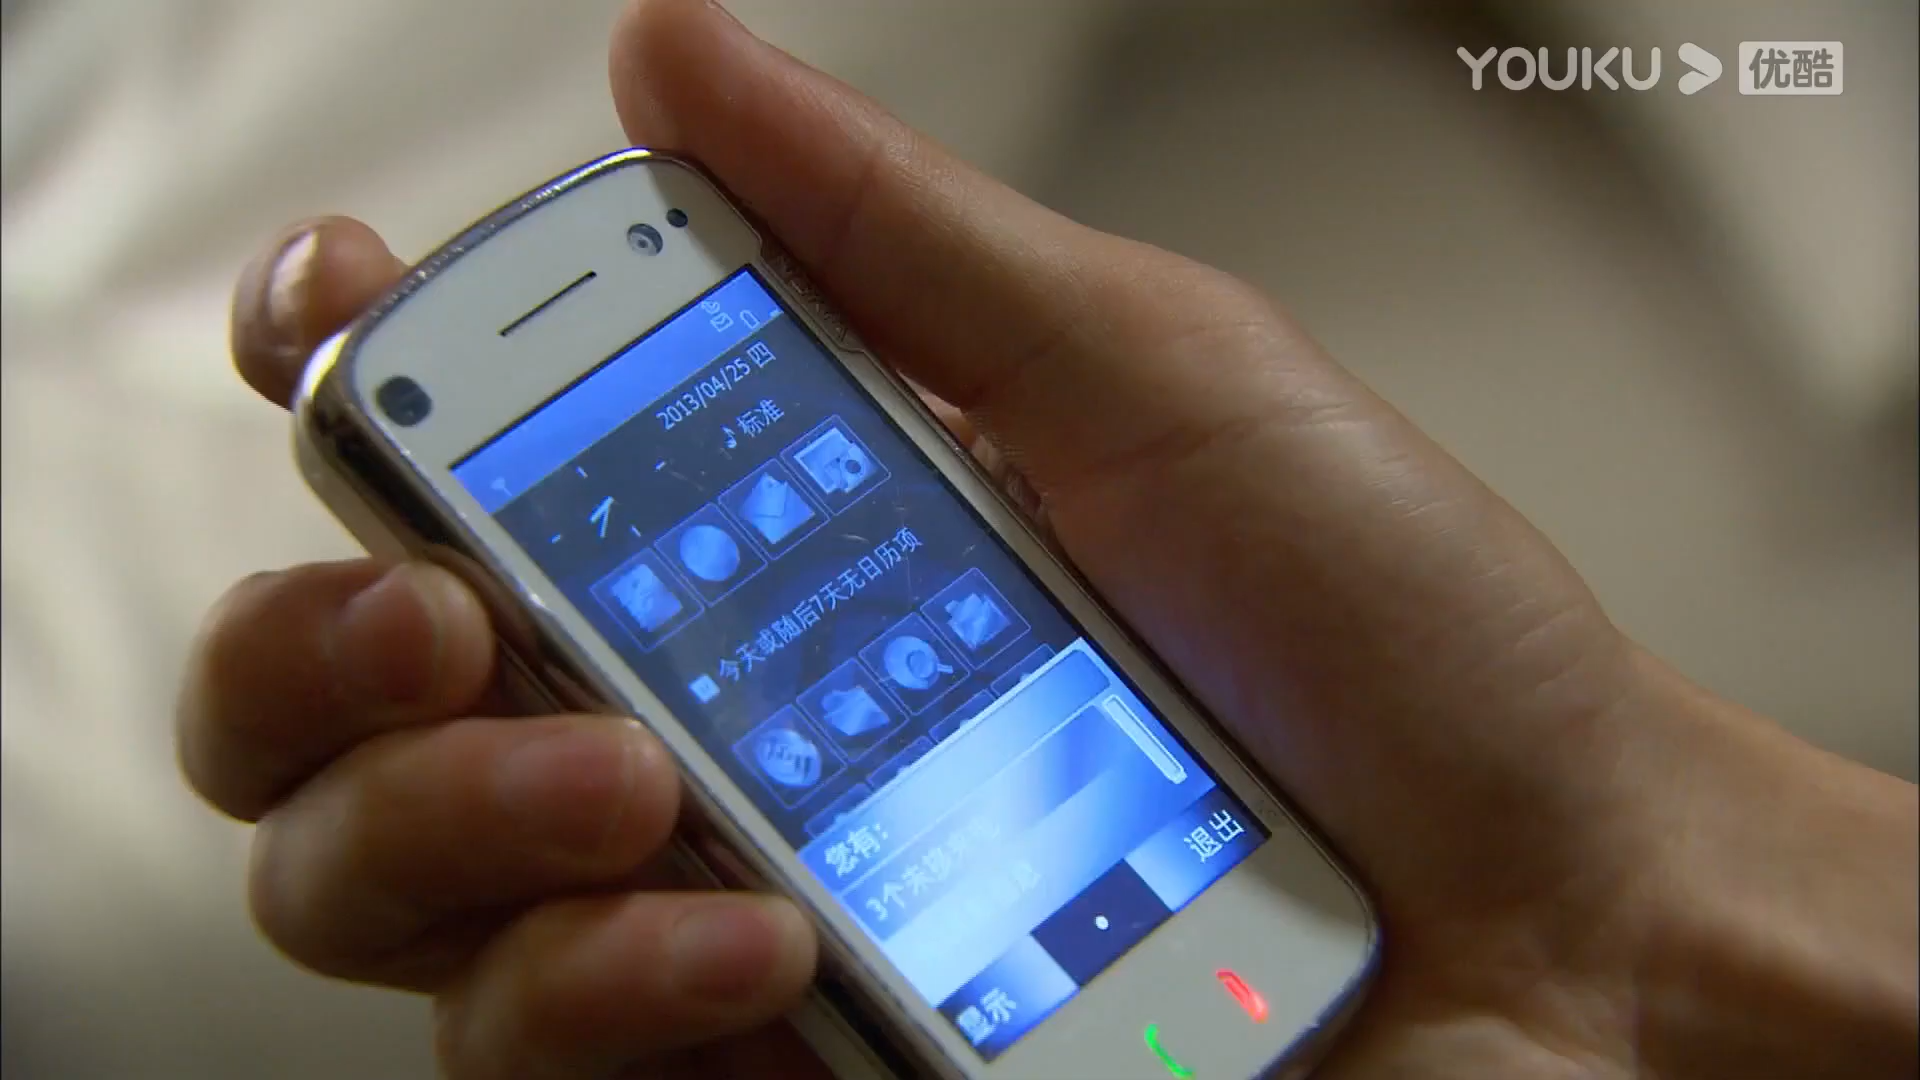 YOUKU 优酷
NOKIA
2013/04/25 四
标准
今天或随后7天无日历项
您有:
3个未接来电
退出
显示